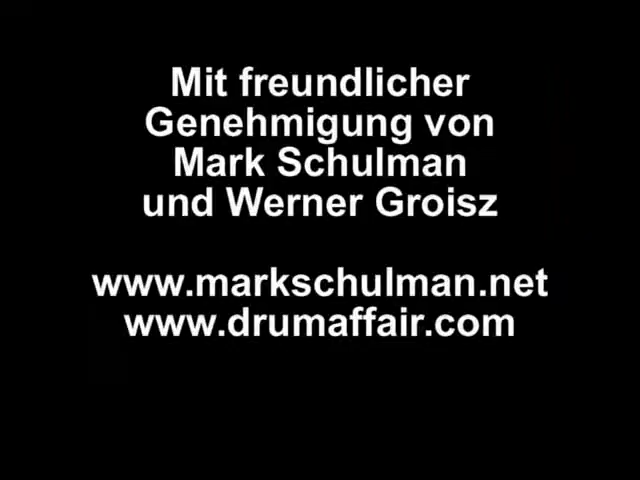 Mit freundlicher
Genehmigung von
Mark Schulman
und Werner Groisz
www.markschulman.net
www.drumaffair.com